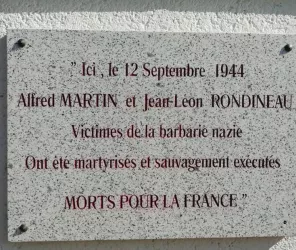 " Ici, le 12 Septembre 1944
Alfred MARTIN et Jean-Léon RONDINEAU
Victimes de la barbarie nazie
Ont été martyrisés et sauvagement exécutés
MORTS POUR LA FRANCE "